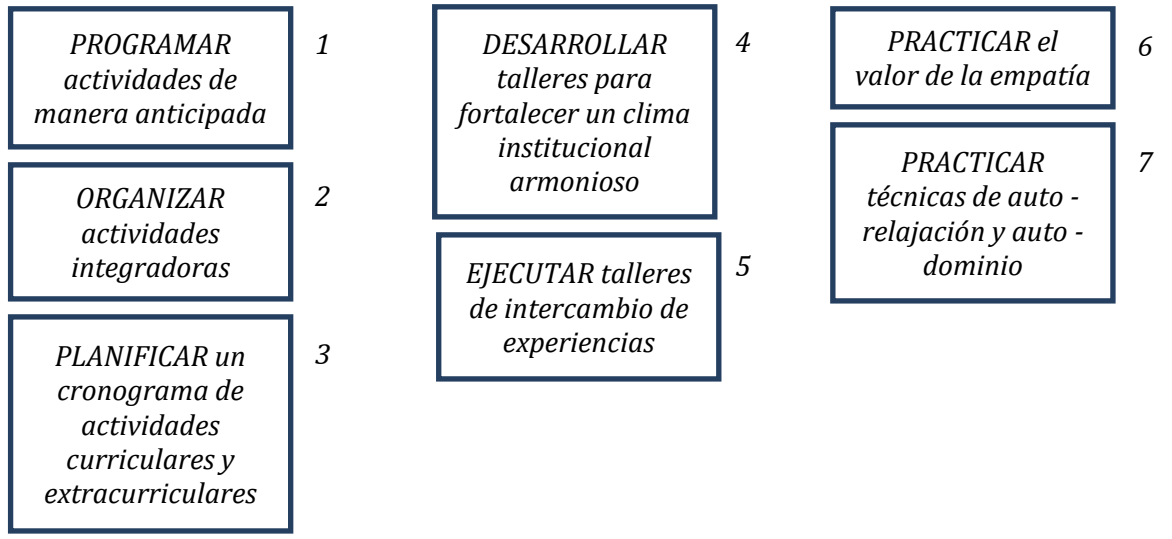 PROGRAMAR
actividades de
manera anticipada
1
ORGANIZAR
actividades
integradoras
2
PLANIFICAR un
cronograma de
actividades
curriculares y
extracurriculares
3
DESARROLLAR
talleres para
fortalecer un clima
institucional
armonioso
4
EJECUTAR talleres
de intercambio de
experiencias
5
PRACTICAR el
valor de la empatía
6
PRACTICAR
técnicas de auto -
relajación y auto -
dominio
7